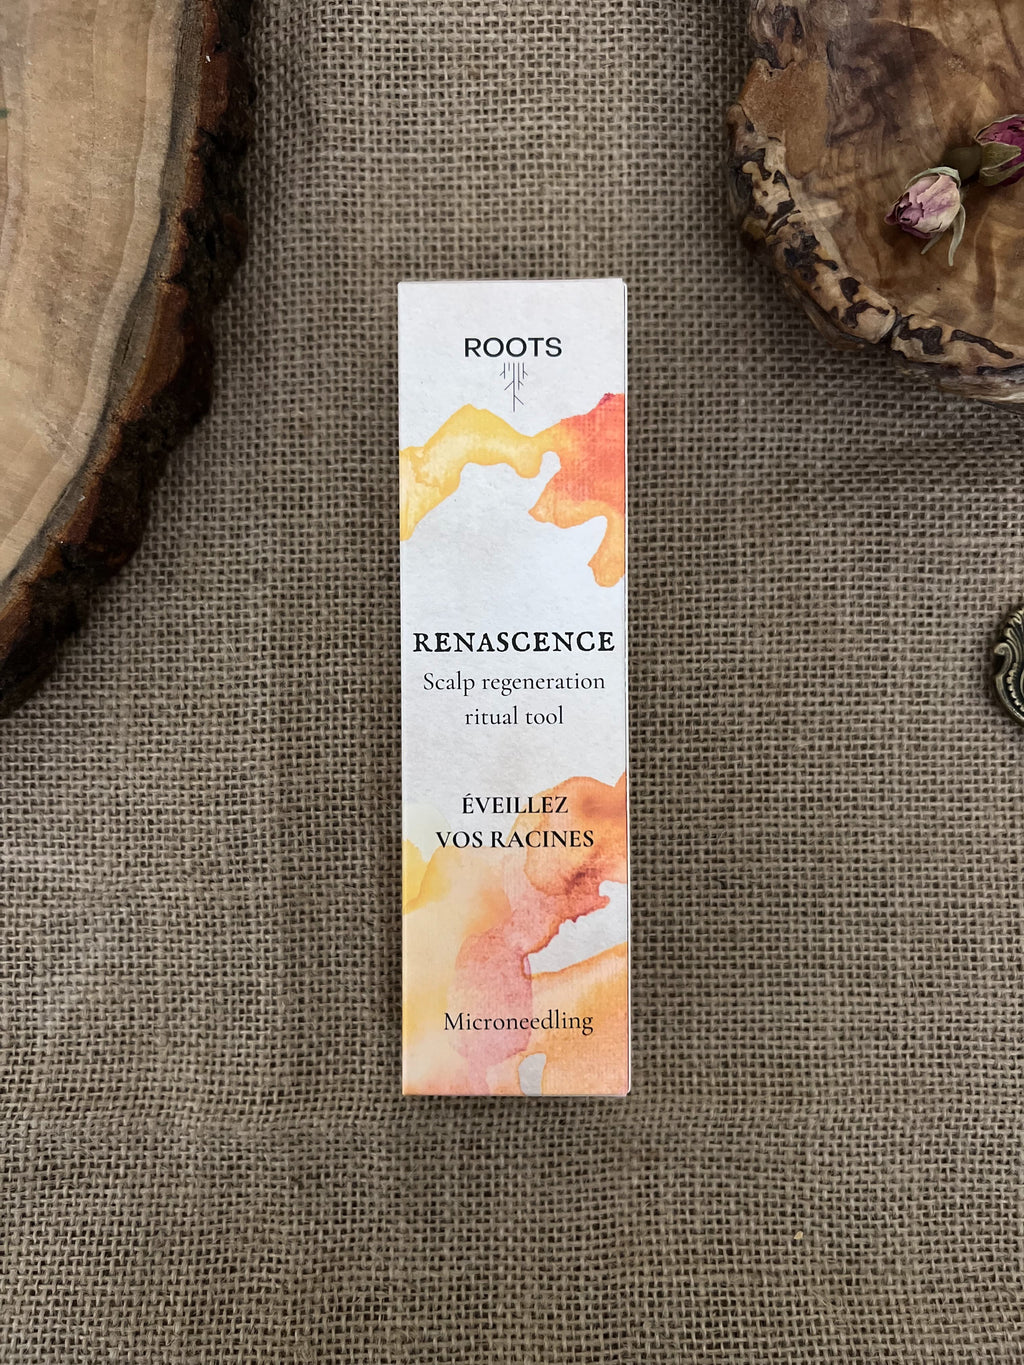 ROOTS
RENASCENCE
Scalp regeneration
ritual tool
ÉVEILLEZ
VOS RACINES
Microneedling